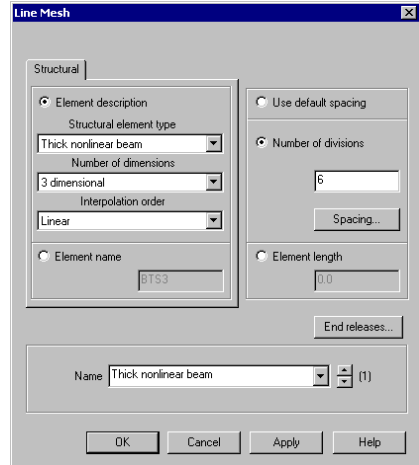 Line Mesh
Structural
Element description
Structural element type
Thick nonlinear beam
Number of dimensions
3 dimensional
Interpolation order
Linear
Element name
BTS3
Use default spacing
Number of divisions
6
Spacing...
Element length
0.0
End releases...
Name Thick nonlinear beam (1)
OK Cancel Apply Help